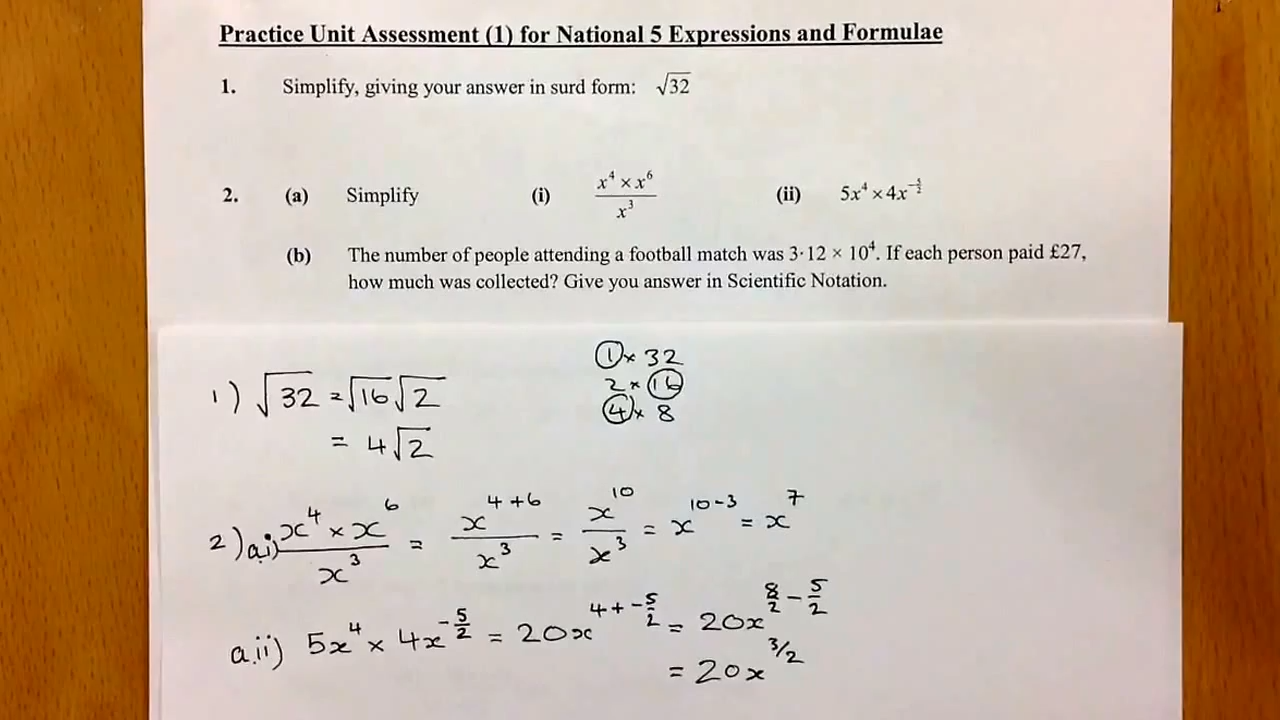 Practice Unit Assessment (1) for National 5 Expressions and Formulae
1. Simplify, giving your answer in surd form: √32
2. (a) Simplify (i) (x⁴ × x⁶)/x³ (ii) 5x⁴ × 4x^(-5/2)
(b) The number of people attending a football match was 3·12 × 10⁴. If each person paid £27,
how much was collected? Give you answer in Scientific Notation.
1) √32 = √16 √2
= 4√2
1 × 32
2 × 16
4 × 8
2) a.i) (x⁴ × x⁶)/x³ = x^(4+6)/x³ = x¹⁰/x³ = x^(10-3) = x⁷
a.ii) 5x⁴ × 4x^(-5/2) = 20x^(4+-5/2) = 20x^(8/2-5/2)
= 20x^(3/2)